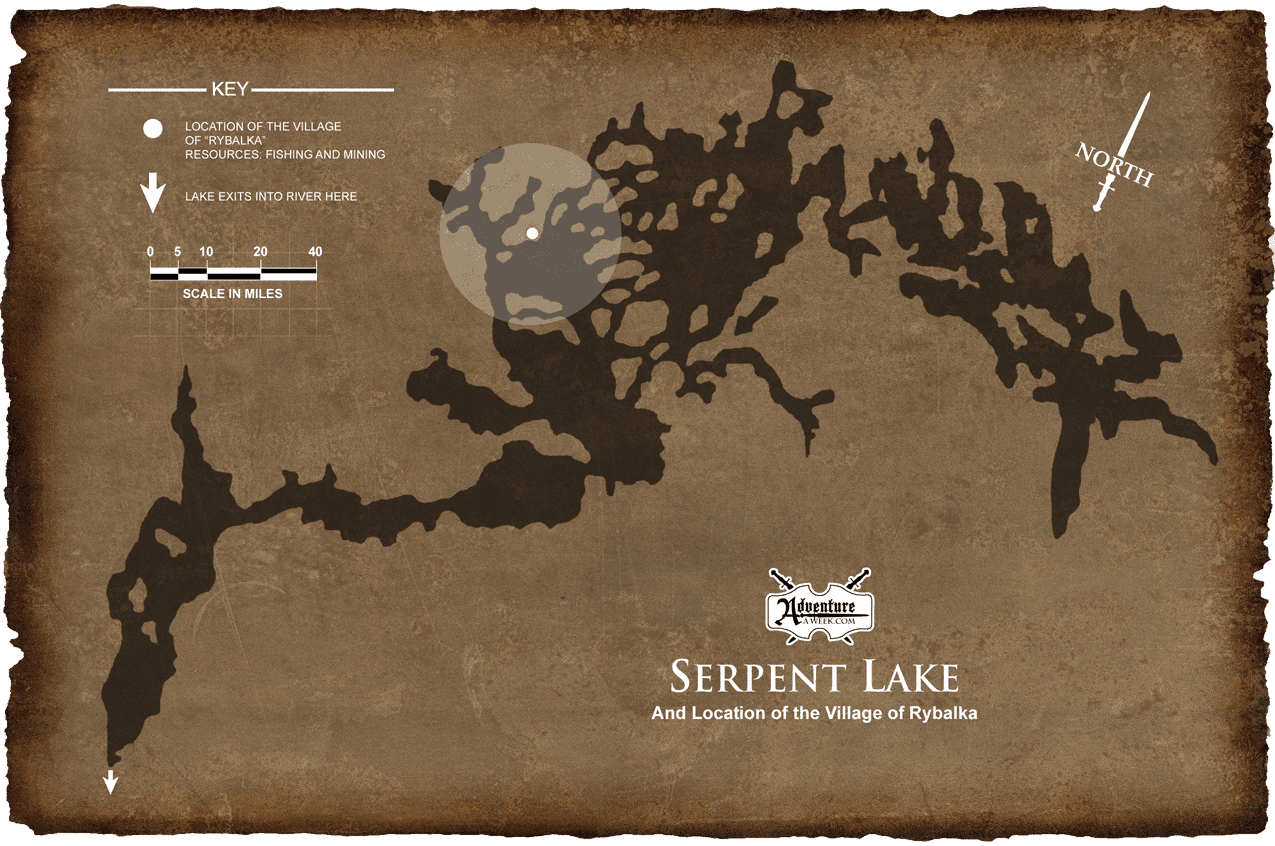 KEY
LOCATION OF THE VILLAGE
OF “RYBALKA”
RESOURCES: FISHING AND MINING
LAKE EXITS INTO RIVER HERE
0 5 10 20 40
SCALE IN MILES
NORTH
Adventure
A WEEK.COM
SERPENT LAKE
And Location of the Village of Rybalka